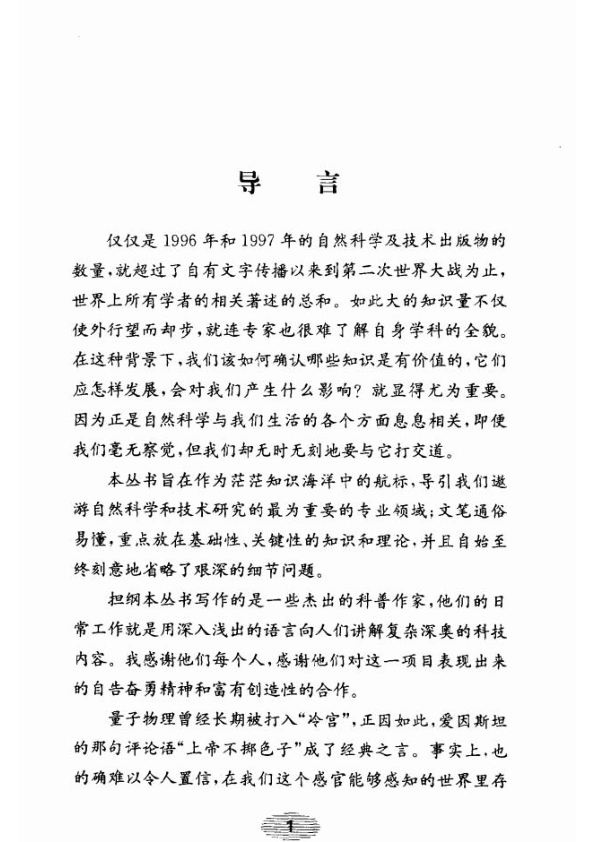 导　言
仅仅是 1996 年和 1997 年的自然科学及技术出版物的
数量，就超过了自有文字传播以来到第二次世界大战为止，
世界上所有学者的相关著述的总和。如此大的知识量不仅
使外行望而却步，就连专家也很难了解自身学科的全貌。
在这种背景下，我们该如何确认哪些知识是有价值的，它们
应怎样发展，会对我们产生什么影响？就显得尤为重要。
因为正是自然科学与我们生活的各个方面息息相关，即便
我们毫无察觉，但我们却无时无刻地要与它打交道。
本丛书旨在作为茫茫知识海洋中的航标，导引我们遨
游自然科学和技术研究的最为重要的专业领域；文笔通俗
易懂，重点放在基础性、关键性的知识和理论，并且自始至
终刻意地省略了艰深的细节问题。
担纲本丛书写作的是一些杰出的科普作家，他们的日
常工作就是用深入浅出的语言向人们讲解复杂深奥的科技
内容。我感谢他们每个人，感谢他们对这一项目表现出来
的自告奋勇精神和富有创造性的合作。
量子物理曾经长期被打入“冷宫”，正因如此，爱因斯坦
的那句评论语“上帝不掷色子”成了经典之言。事实上，也
的确难以令人置信，在我们这个感官能够感知的世界里存
1